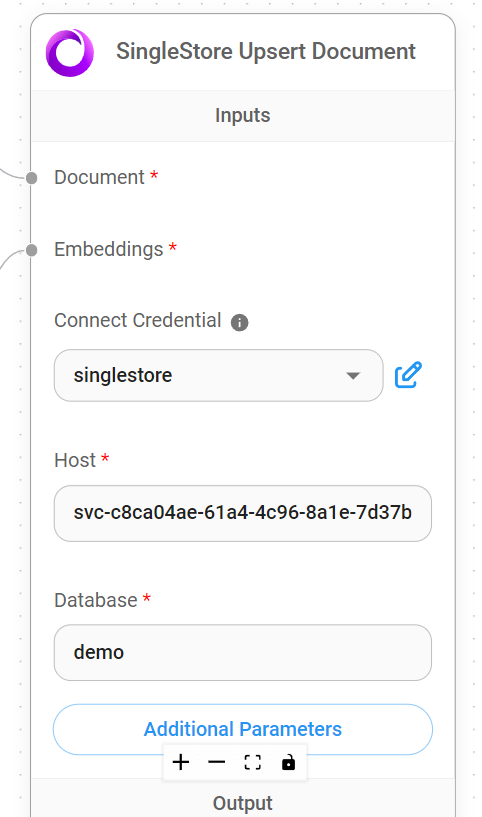 SingleStore Upsert Document
Inputs
Document *
Embeddings *
Connect Credential
singlestore
Host *
svc-c8ca04ae-61a4-4c96-8a1e-7d37b
Database *
demo
Additional Parameters
Output